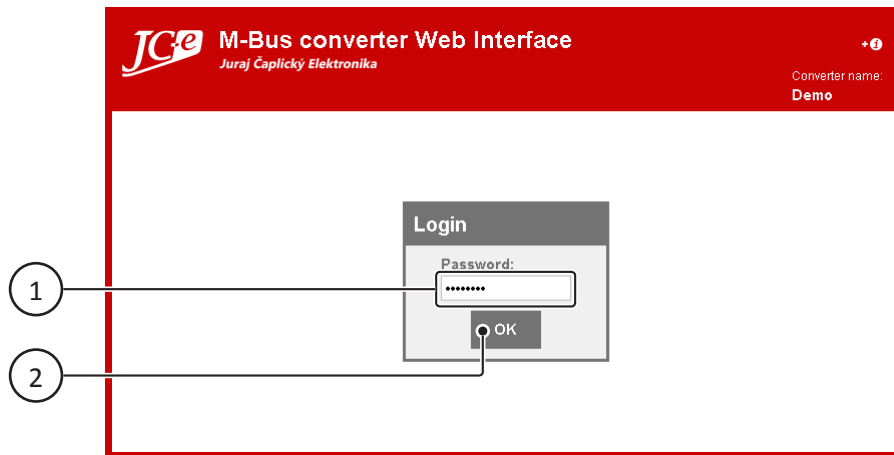 JC-e M-Bus converter Web Interface
Juraj Čaplický Elektronika
+i
Converter name:
Demo
Login
Password:
••••••••
OK
1
2